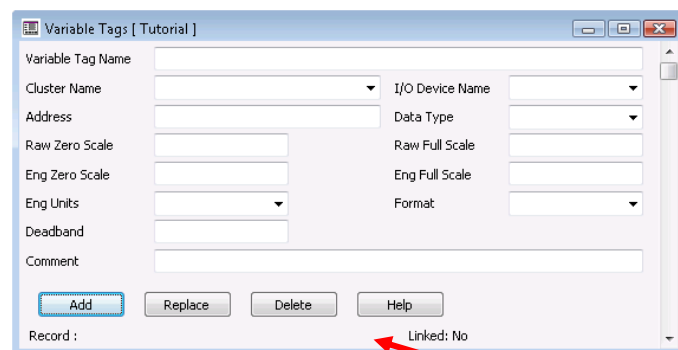 Variable Tags [ Tutorial ]
Variable Tag Name
Cluster Name I/O Device Name
Address Data Type
Raw Zero Scale Raw Full Scale
Eng Zero Scale Eng Full Scale
Eng Units Format
Deadband
Comment
Add Replace Delete Help
Record : Linked: No